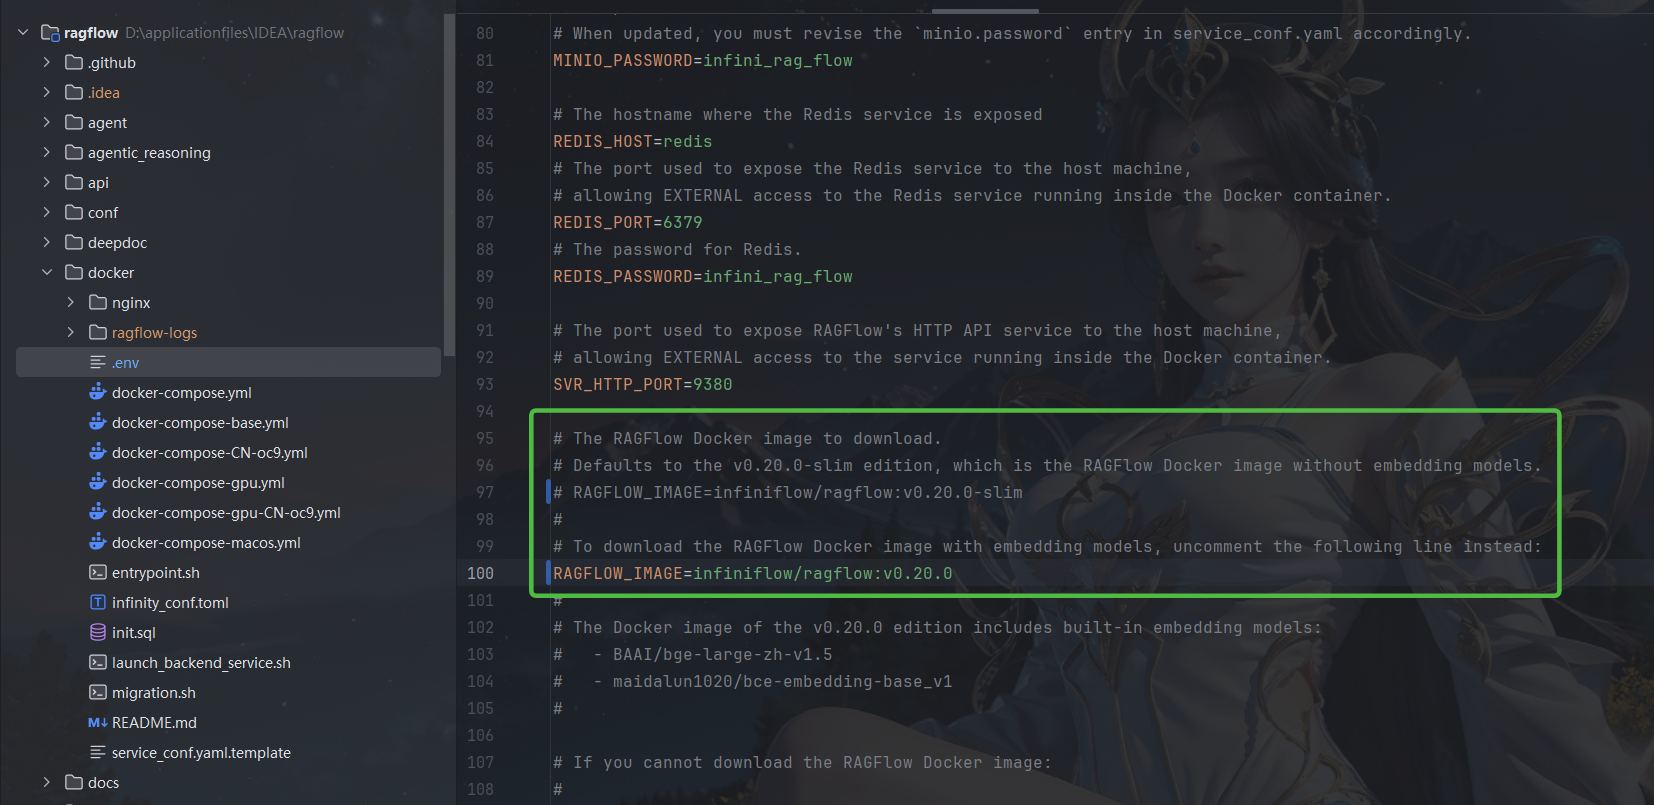 ragflow D:\applicationfiles\IDEA\ragflow
.github
.idea
agent
agentic_reasoning
api
conf
deepdoc
docker
nginx
ragflow-logs
.env
docker-compose.yml
docker-compose-base.yml
docker-compose-CN-oc9.yml
docker-compose-gpu.yml
docker-compose-gpu-CN-oc9.yml
docker-compose-macos.yml
entrypoint.sh
infinity_conf.toml
init.sql
launch_backend_service.sh
migration.sh
README.md
service_conf.yaml.template
docs
80 # When updated, you must revise the `minio.password` entry in service_conf.yaml accordingly.
81 MINIO_PASSWORD=infini_rag_flow
82
83 # The hostname where the Redis service is exposed
84 REDIS_HOST=redis
85 # The port used to expose the Redis service to the host machine,
86 # allowing EXTERNAL access to the Redis service running inside the Docker container.
87 REDIS_PORT=6379
88 # The password for Redis.
89 REDIS_PASSWORD=infini_rag_flow
90
91 # The port used to expose RAGFlow's HTTP API service to the host machine,
92 # allowing EXTERNAL access to the service running inside the Docker container.
93 SVR_HTTP_PORT=9380
94
95 # The RAGFlow Docker image to download.
96 # Defaults to the v0.20.0-slim edition, which is the RAGFlow Docker image without embedding models.
97 # RAGFLOW_IMAGE=infiniflow/ragflow:v0.20.0-slim
98 #
99 # To download the RAGFlow Docker image with embedding models, uncomment the following line instead:
100 RAGFLOW_IMAGE=infiniflow/ragflow:v0.20.0
101 #
102 # The Docker image of the v0.20.0 edition includes built-in embedding models:
103 #   - BAAI/bge-large-zh-v1.5
104 #   - maidalun1020/bce-embedding-base_v1
105 #
106
107 # If you cannot download the RAGFlow Docker image:
108 #